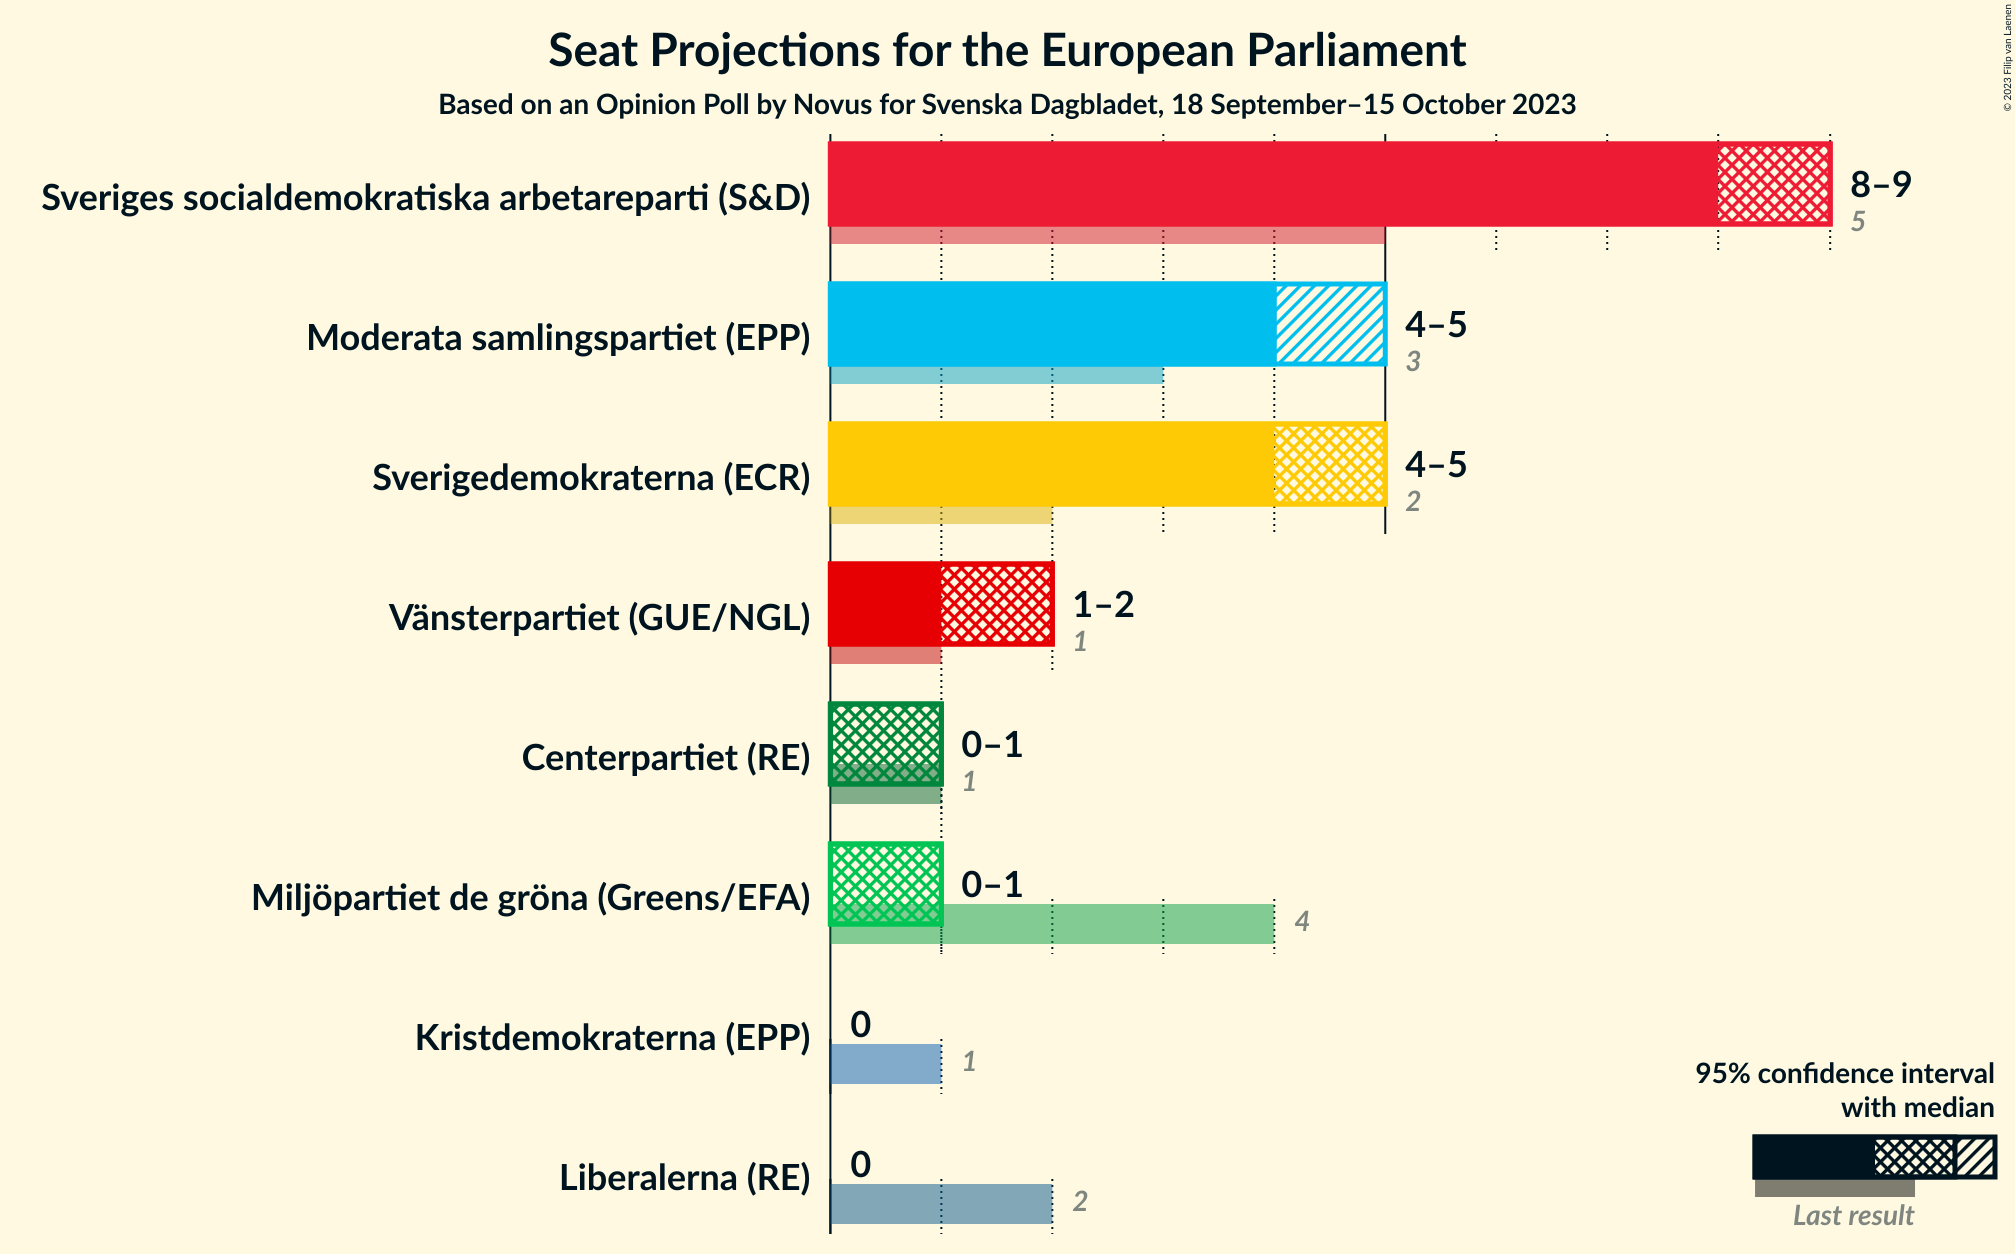 Seat Projections for the European Parliament
Based on an Opinion Poll by Novus for Svenska Dagbladet, 18 September–15 October 2023
© 2023 Filip van Laenen
Sveriges socialdemokratiska arbetareparti (S&D)
8–9
5
Moderata samlingspartiet (EPP)
4–5
3
Sverigedemokraterna (ECR)
4–5
2
Vänsterpartiet (GUE/NGL)
1–2
1
Centerpartiet (RE)
0–1
1
Miljöpartiet de gröna (Greens/EFA)
0–1
4
Kristdemokraterna (EPP)
0
1
Liberalerna (RE)
0
2
95% confidence interval
with median
Last result